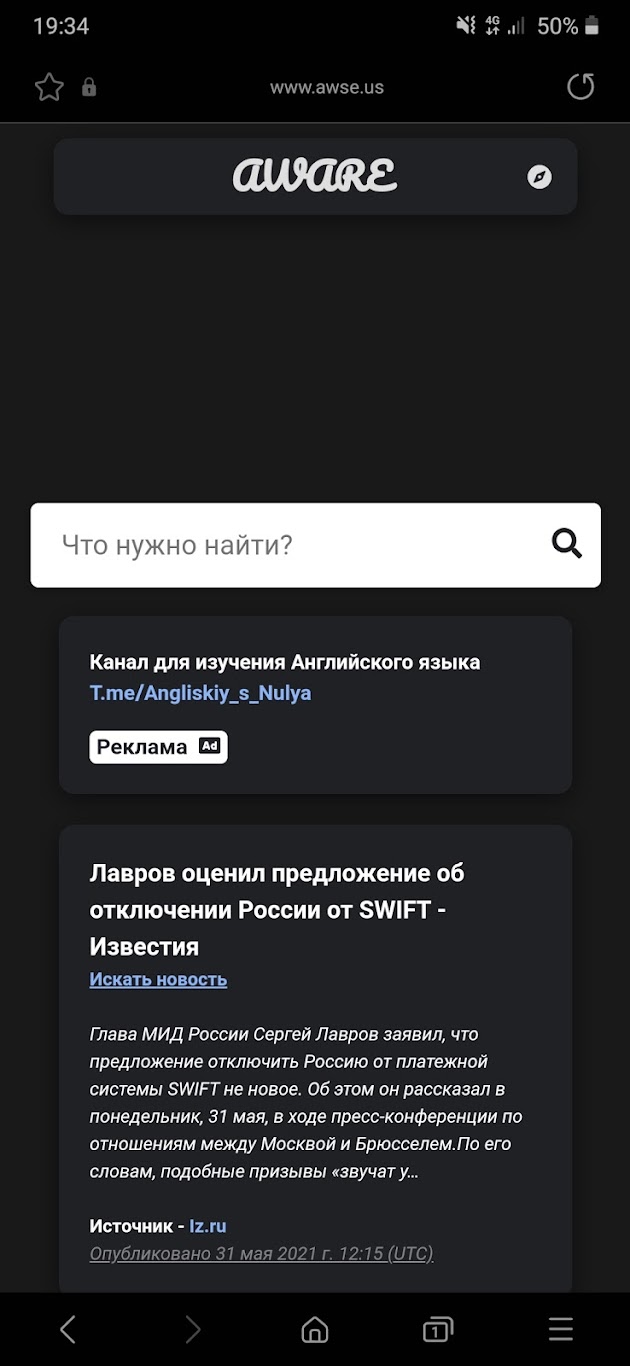 19:34
4G
50%
www.awse.us
AWARE
Что нужно найти?
Канал для изучения Английского языка
T.me/Angliskiy_s_Nulya
Реклама Ad
Лавров оценил предложение об
отключении России от SWIFT -
Известия
Искать новость
Глава МИД России Сергей Лавров заявил, что
предложение отключить Россию от платежной
системы SWIFT не новое. Об этом он рассказал в
понедельник, 31 мая, в ходе пресс-конференции по
отношениям между Москвой и Брюсселем.По его
словам, подобные призывы «звучат у...
Источник - Iz.ru
Опубликовано 31 мая 2021 г. 12:15 (UTC)
1